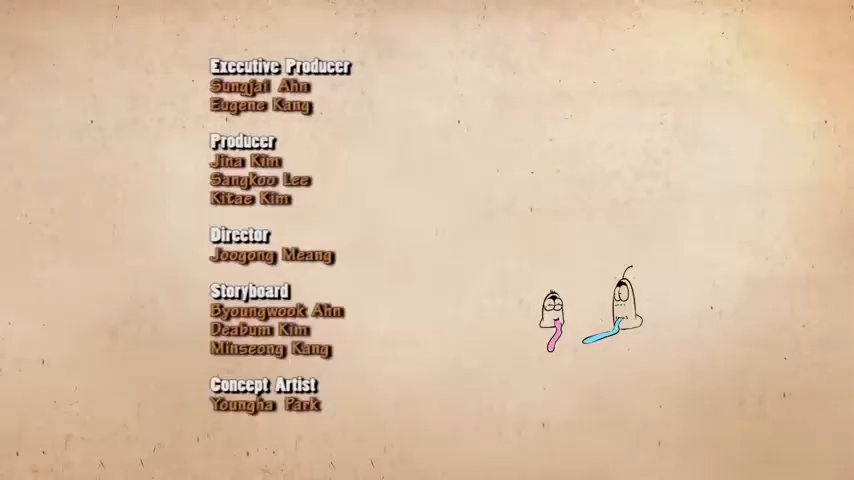 Executive Producer
Sungjai Ahn
Eugene Kang
Producer
Jina Kim
Sangkoo Lee
Kitae Kim
Director
Joogong Meang
Storyboard
Byoungwook Ahn
Deabum Kim
Minseong Kang
Concept Artist
Youngha Park